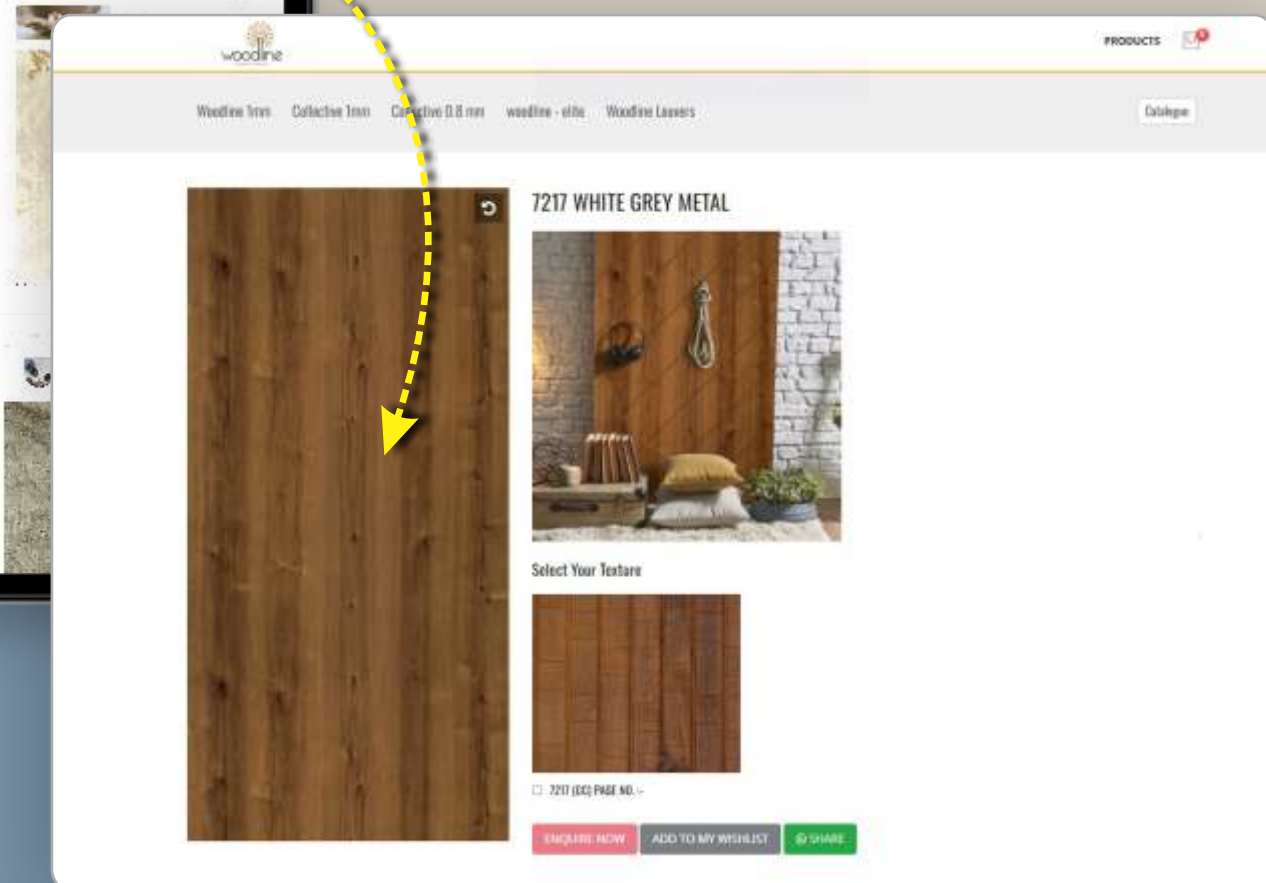 woodline
PRODUCTS
Woodline 1mm Collective 1mm Collective 0.8 mm woodline - elite Woodline Louvers
Catalogue
7217 WHITE GREY METAL
Select Your Texture
7217 (CC) PAGE NO. :-
ENQUIRE NOW ADD TO MY WISHLIST SHARE